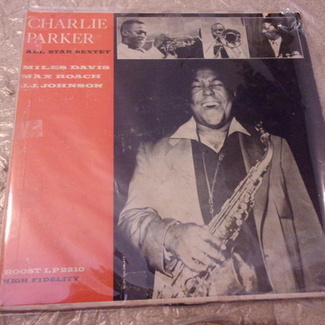 CHARLIE
PARKER
ALL STAR SEXTET
MILES DAVIS
MAX ROACH
J.J. JOHNSON
ROOST LP 2210
HIGH FIDELITY